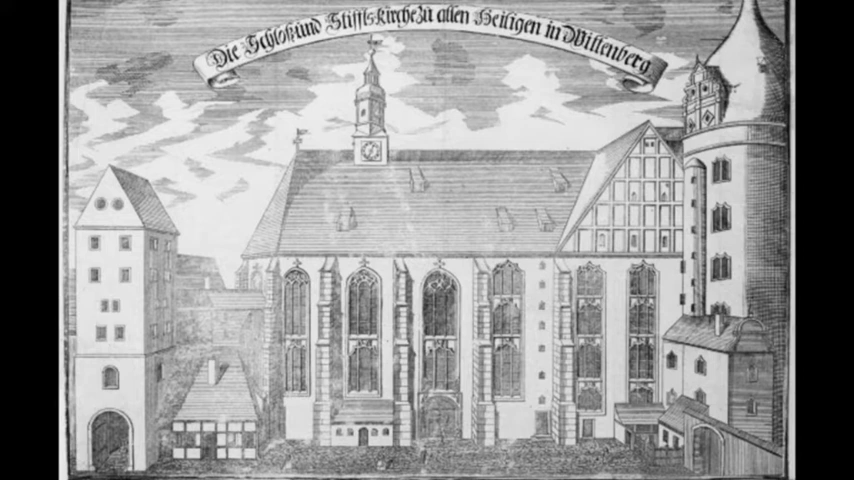 Die Schloß und Stiffts Kirche zu allen Heiligen in Wittenberg.